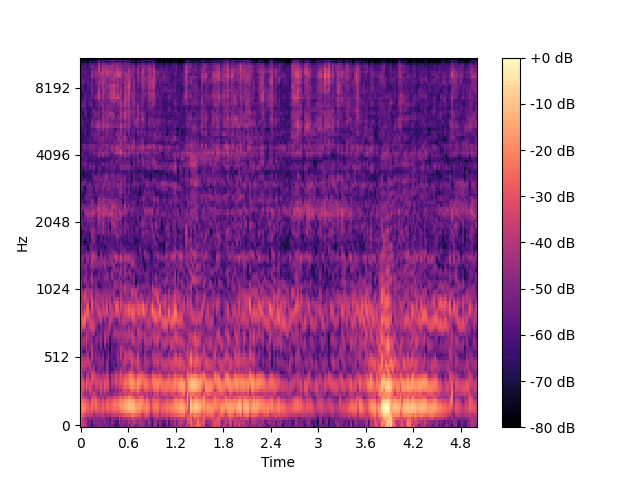 8192
4096
2048
1024
512
0
Hz
0 0.6 1.2 1.8 2.4 3 3.6 4.2 4.8
Time
+0 dB
-10 dB
-20 dB
-30 dB
-40 dB
-50 dB
-60 dB
-70 dB
-80 dB